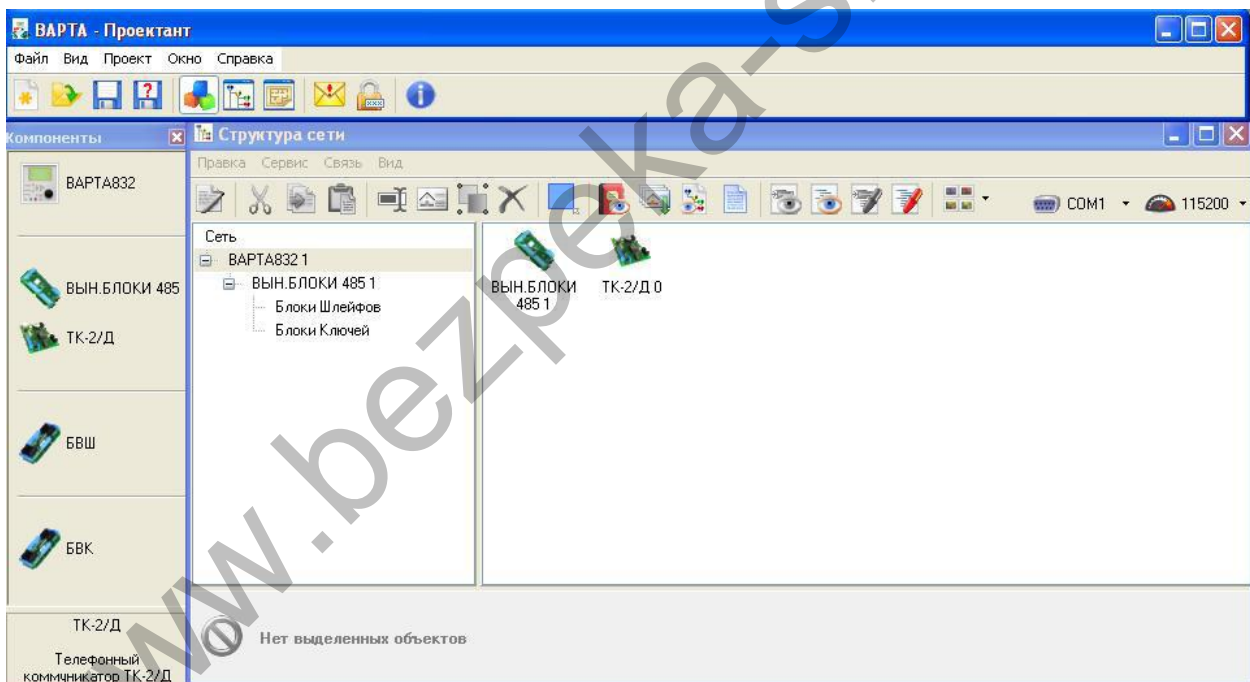 ВАРТА - Проектант
Файл Вид Проект Окно Справка
Компоненты
ВАРТА832
ВЫН.БЛОКИ 485
ТК-2/Д
БВШ
БВК
ТК-2/Д
Телефонный
коммуникатор ТК-2/Д
Структура сети
Правка Сервис Связь Вид
COM1 115200
Сеть
ВАРТА832 1
ВЫН.БЛОКИ 485 1
Блоки Шлейфов
Блоки Ключей
ВЫН.БЛОКИ
485 1
ТК-2/Д 0
Нет выделенных объектов
www.bezpeka-s